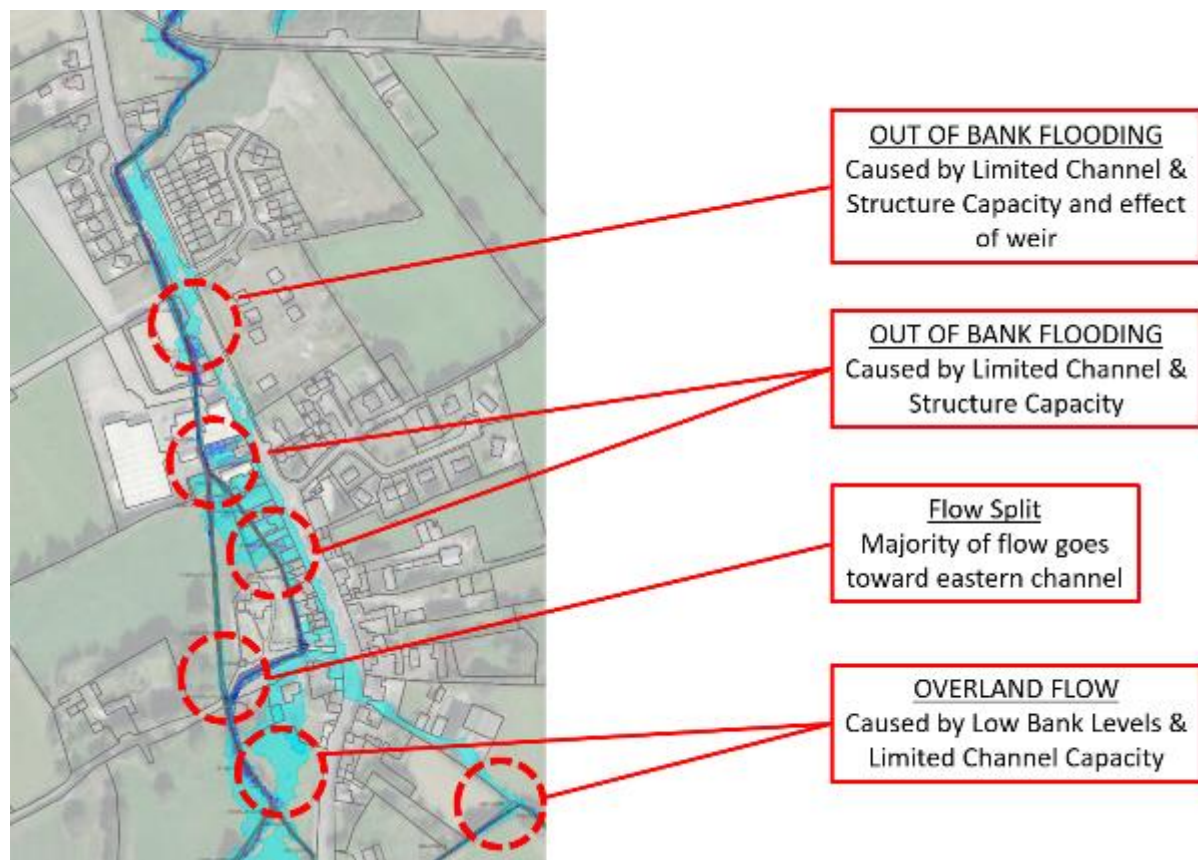 OUT OF BANK FLOODING
Caused by Limited Channel &
Structure Capacity and effect
of weir
OUT OF BANK FLOODING
Caused by Limited Channel &
Structure Capacity
Flow Split
Majority of flow goes
toward eastern channel
OVERLAND FLOW
Caused by Low Bank Levels &
Limited Channel Capacity